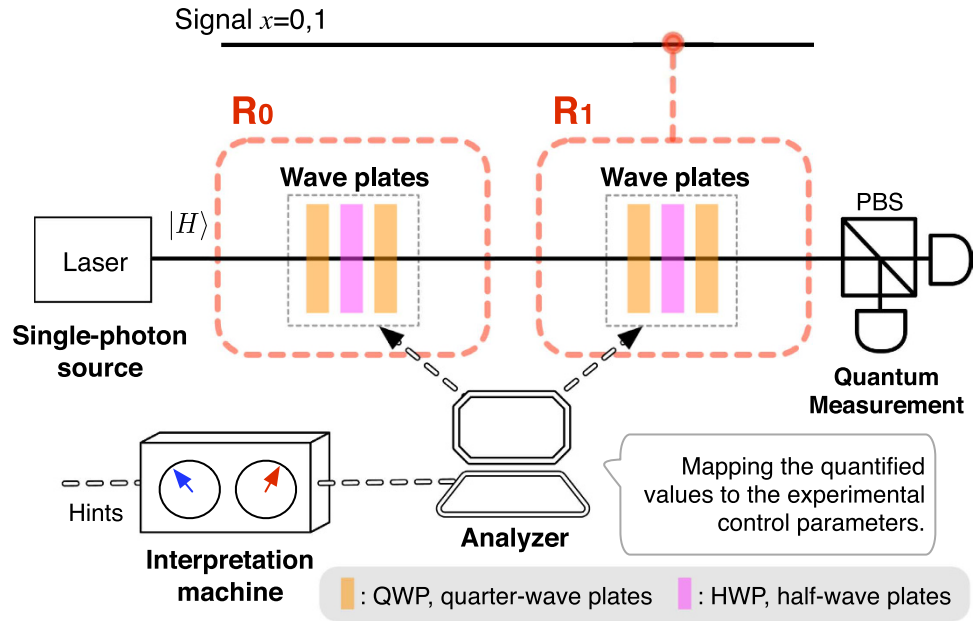 Signal x=0,1
R0
R1
Wave plates
Wave plates
PBS
|H⟩
Laser
Single-photon
source
Quantum
Measurement
Mapping the quantified
values to the experimental
control parameters.
Hints
Analyzer
Interpretation
machine
: QWP, quarter-wave plates
: HWP, half-wave plates